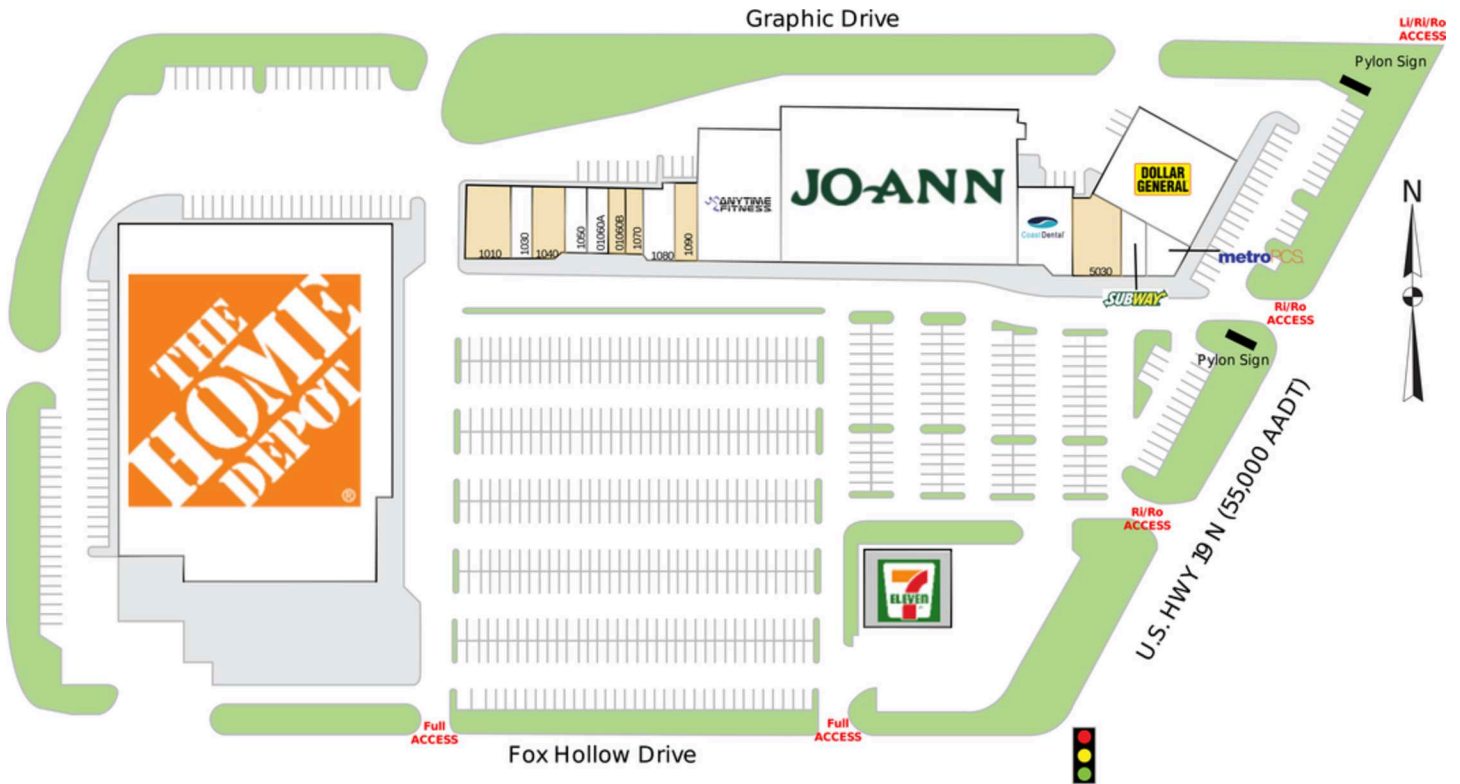 Graphic Drive
Li/Ri/Ro
ACCESS
Pylon Sign
N
JO-ANN
DOLLAR
GENERAL
ANYTIME
FITNESS
Coast Dental
1010
1030
1040
1050
01060A
01060B
1070
1080
1090
5030
metroPCS.
SUBWAY
Ri/Ro
ACCESS
Pylon Sign
THE
HOME
DEPOT
®
U.S. HWY 19 N (55,000 AADT)
Ri/Ro
ACCESS
7
ELEVEN
Full
ACCESS
Full
ACCESS
Fox Hollow Drive